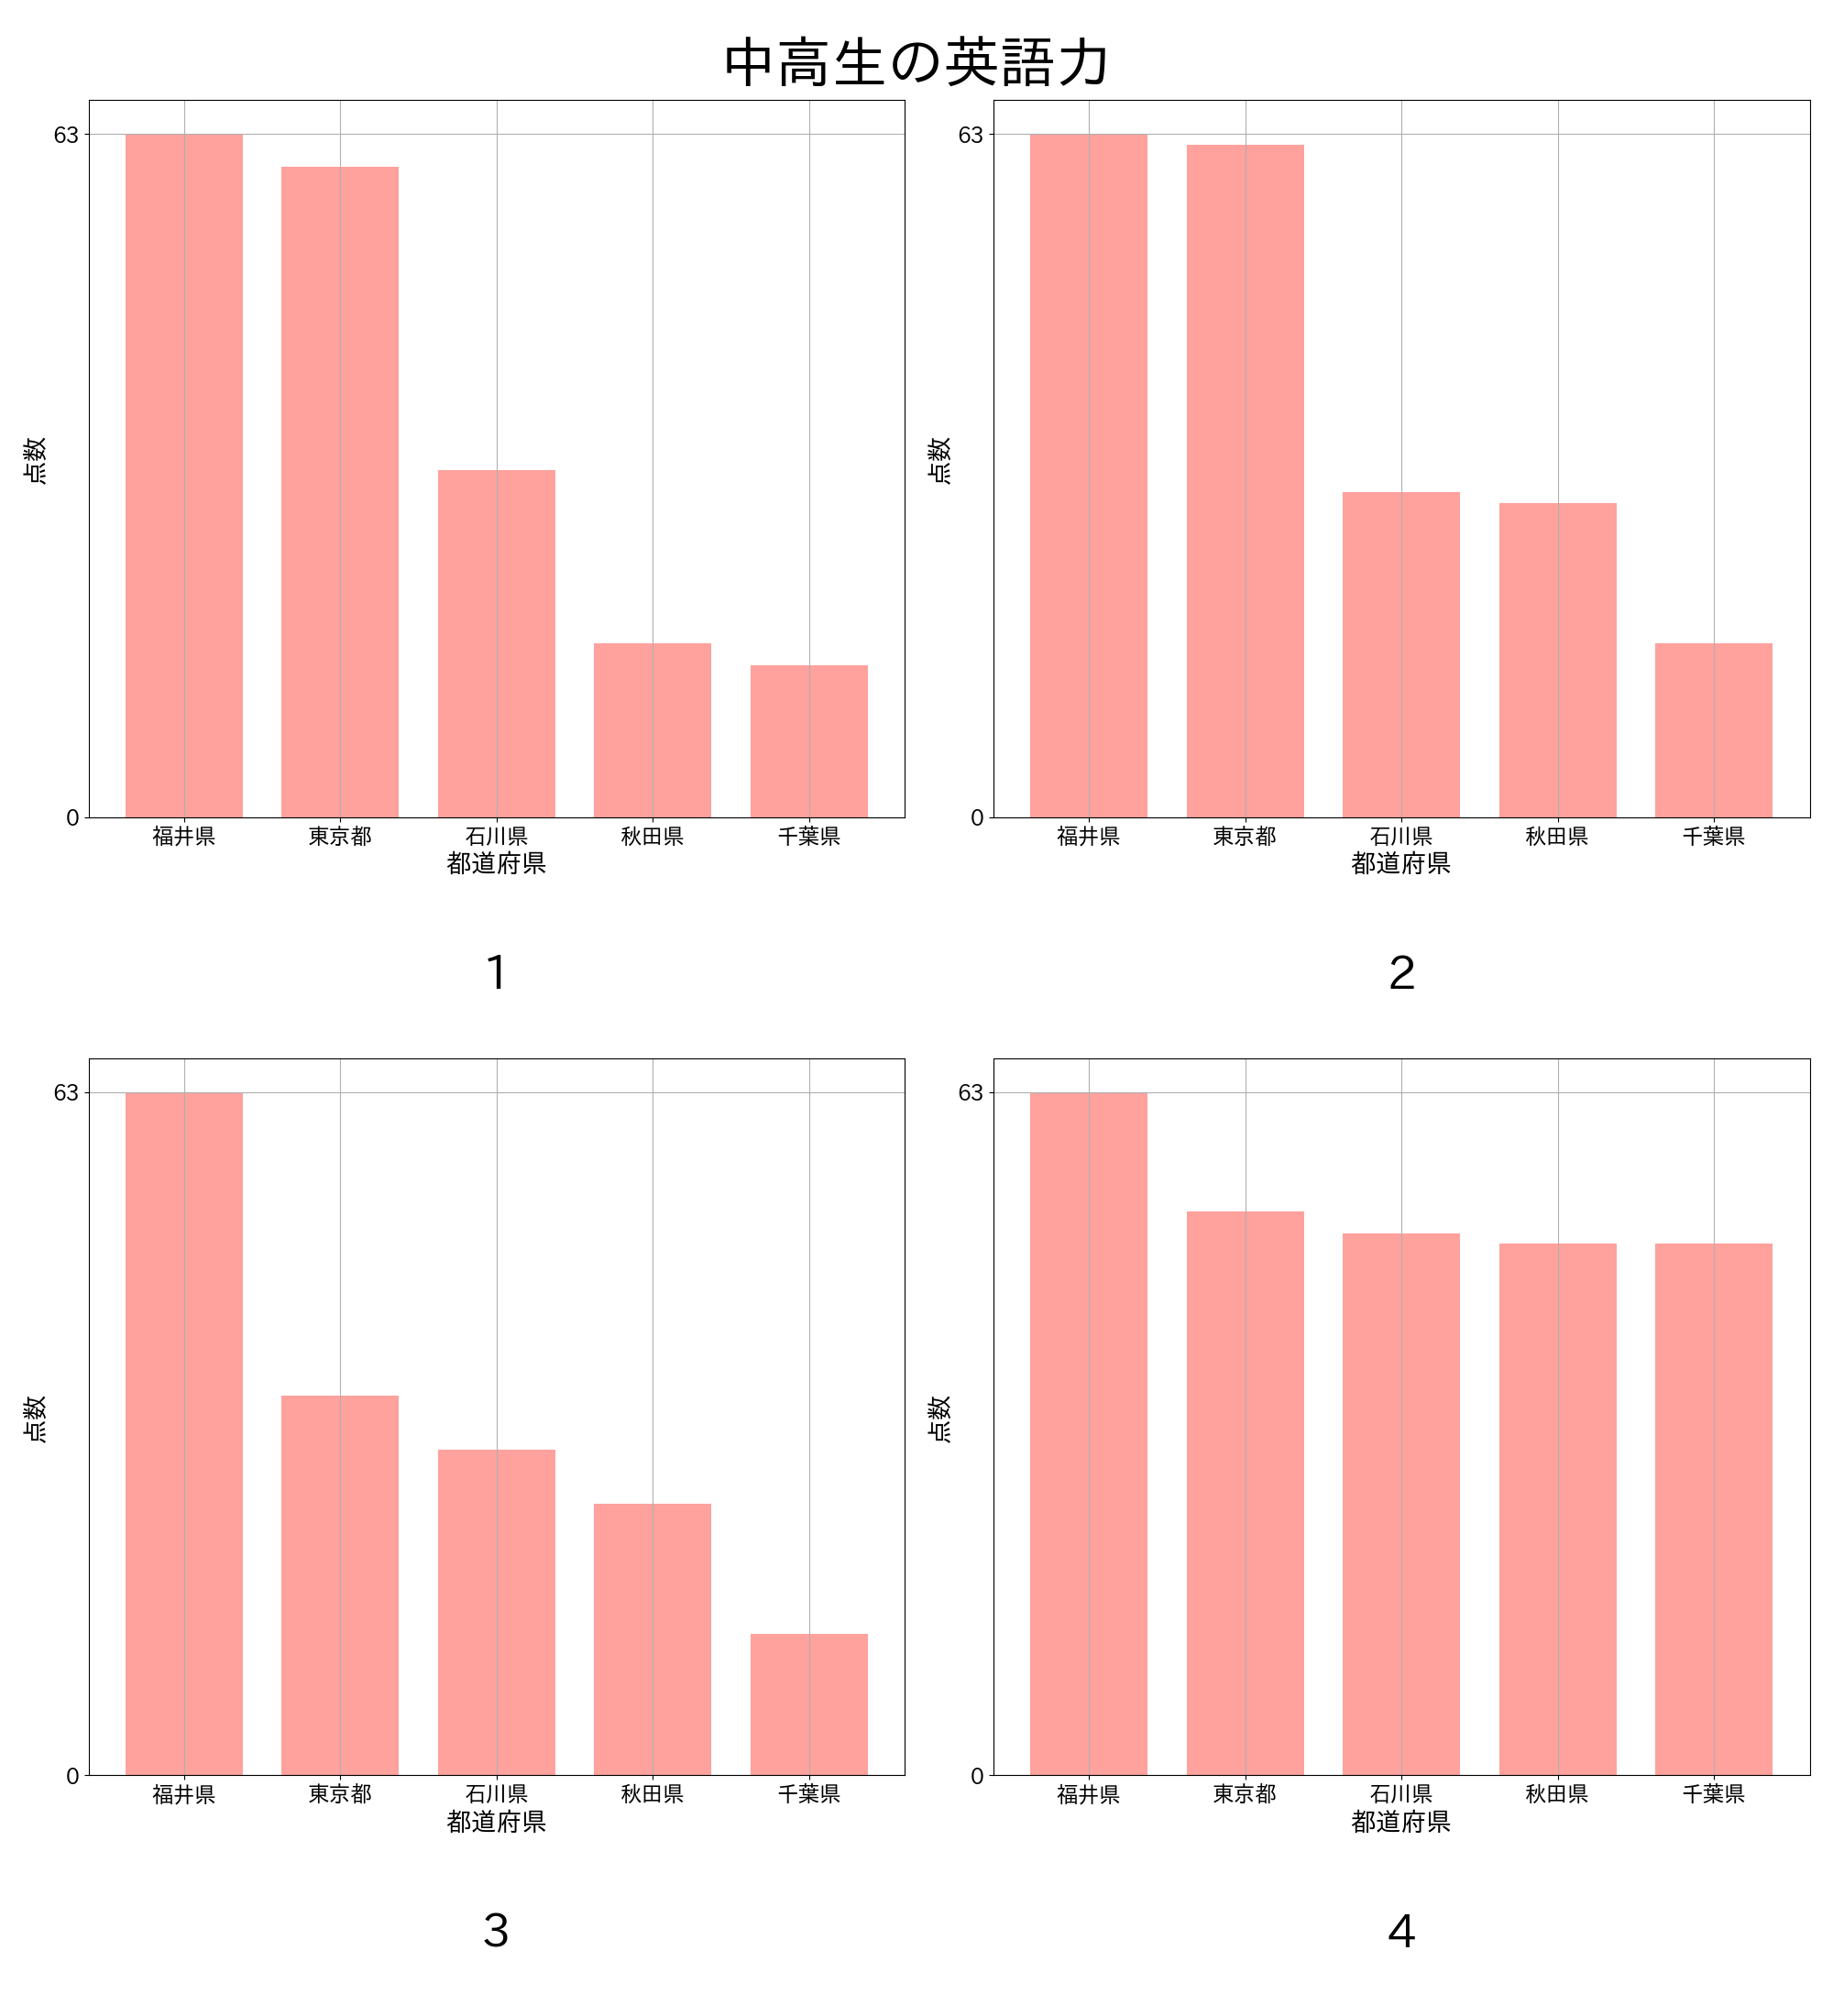 中高生の英語力
63
点数
0
福井県 東京都 石川県 秋田県 千葉県
都道府県
1
63
点数
0
福井県 東京都 石川県 秋田県 千葉県
都道府県
2
63
点数
0
福井県 東京都 石川県 秋田県 千葉県
都道府県
3
63
点数
0
福井県 東京都 石川県 秋田県 千葉県
都道府県
4